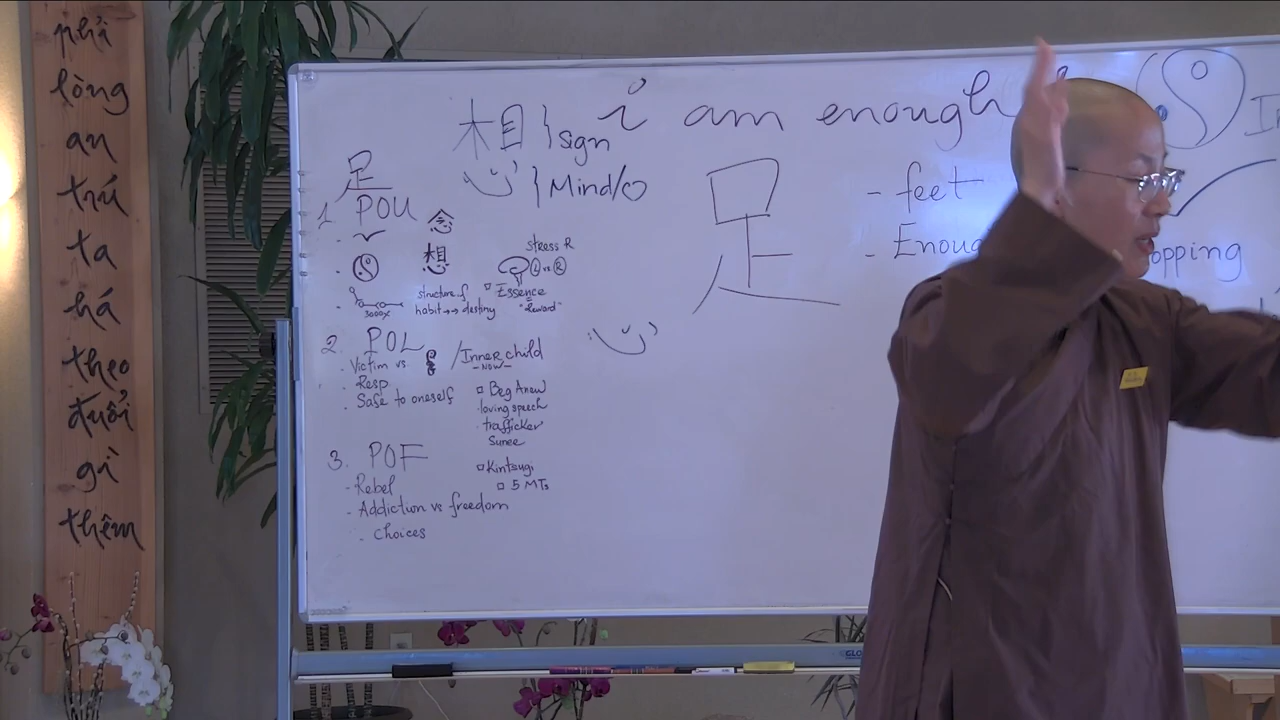 phải
lòng
an
trú
ta
há
theo
đuổi
gì
thêm
相 } sign
心 } Mind/
i am enough
足
1. POU 念
想
3000x
structure of
habit →→ destiny
stress R
L vs R
Essence
"Reward"
2. POL
- Victim vs / Inner child
- NOW -
- Resp
- Safe to oneself
Beg Anew
loving speech
trafficker
3. POF
- Rebel
- Addiction vs freedom
- Choices
Kintsugi
5 MTs
足
- feet
- Enoug
opping